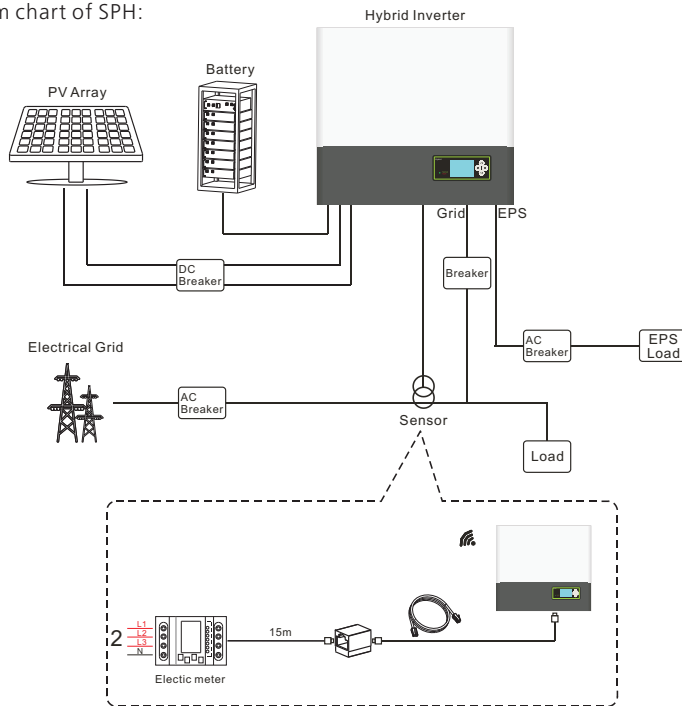 m chart of SPH:
Hybrid Inverter
Battery
PV Array
Grid
EPS
DC
Breaker
Breaker
AC
Breaker
EPS
Load
Electrical Grid
AC
Breaker
Sensor
Load
L1
L2
L3
N
2
15m
Electic meter